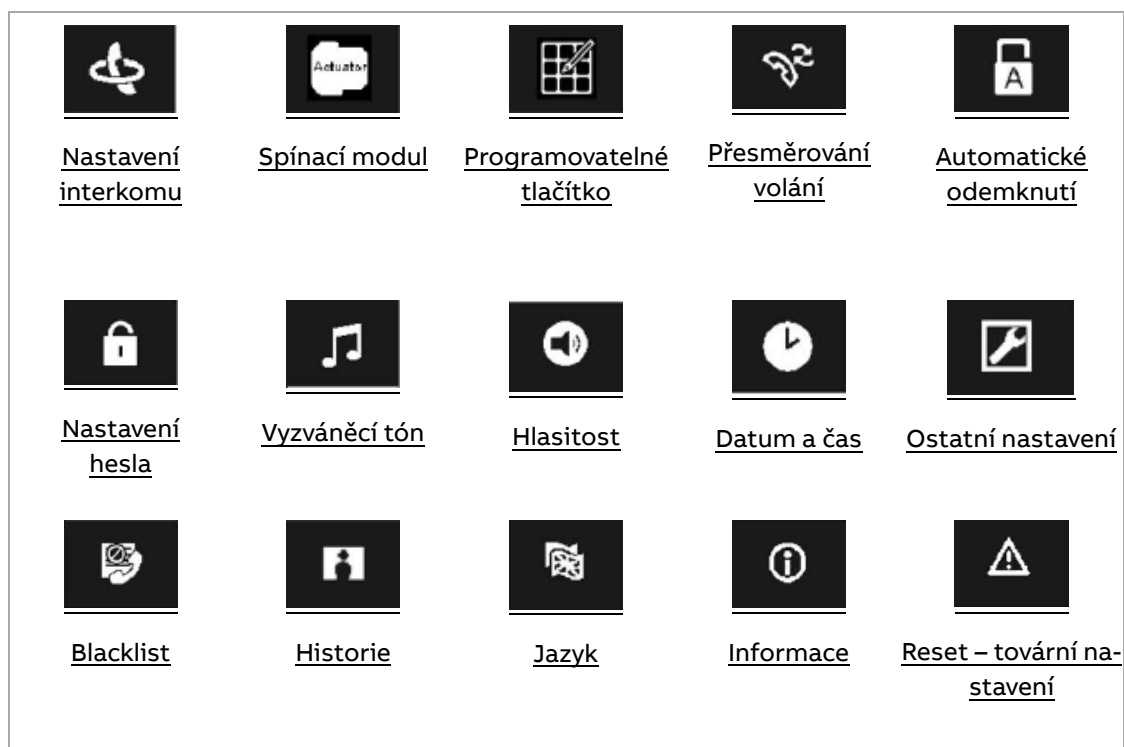 Actuator
A
Nastavení
interkomu
Spínací modul
Programovatelné
tlačítko
Přesměrování
volání
Automatické
odemknutí
Nastavení
hesla
Vyzváněcí tón
Hlasitost
Datum a čas
Ostatní nastavení
Blacklist
Historie
Jazyk
Informace
Reset – tovární na-
stavení